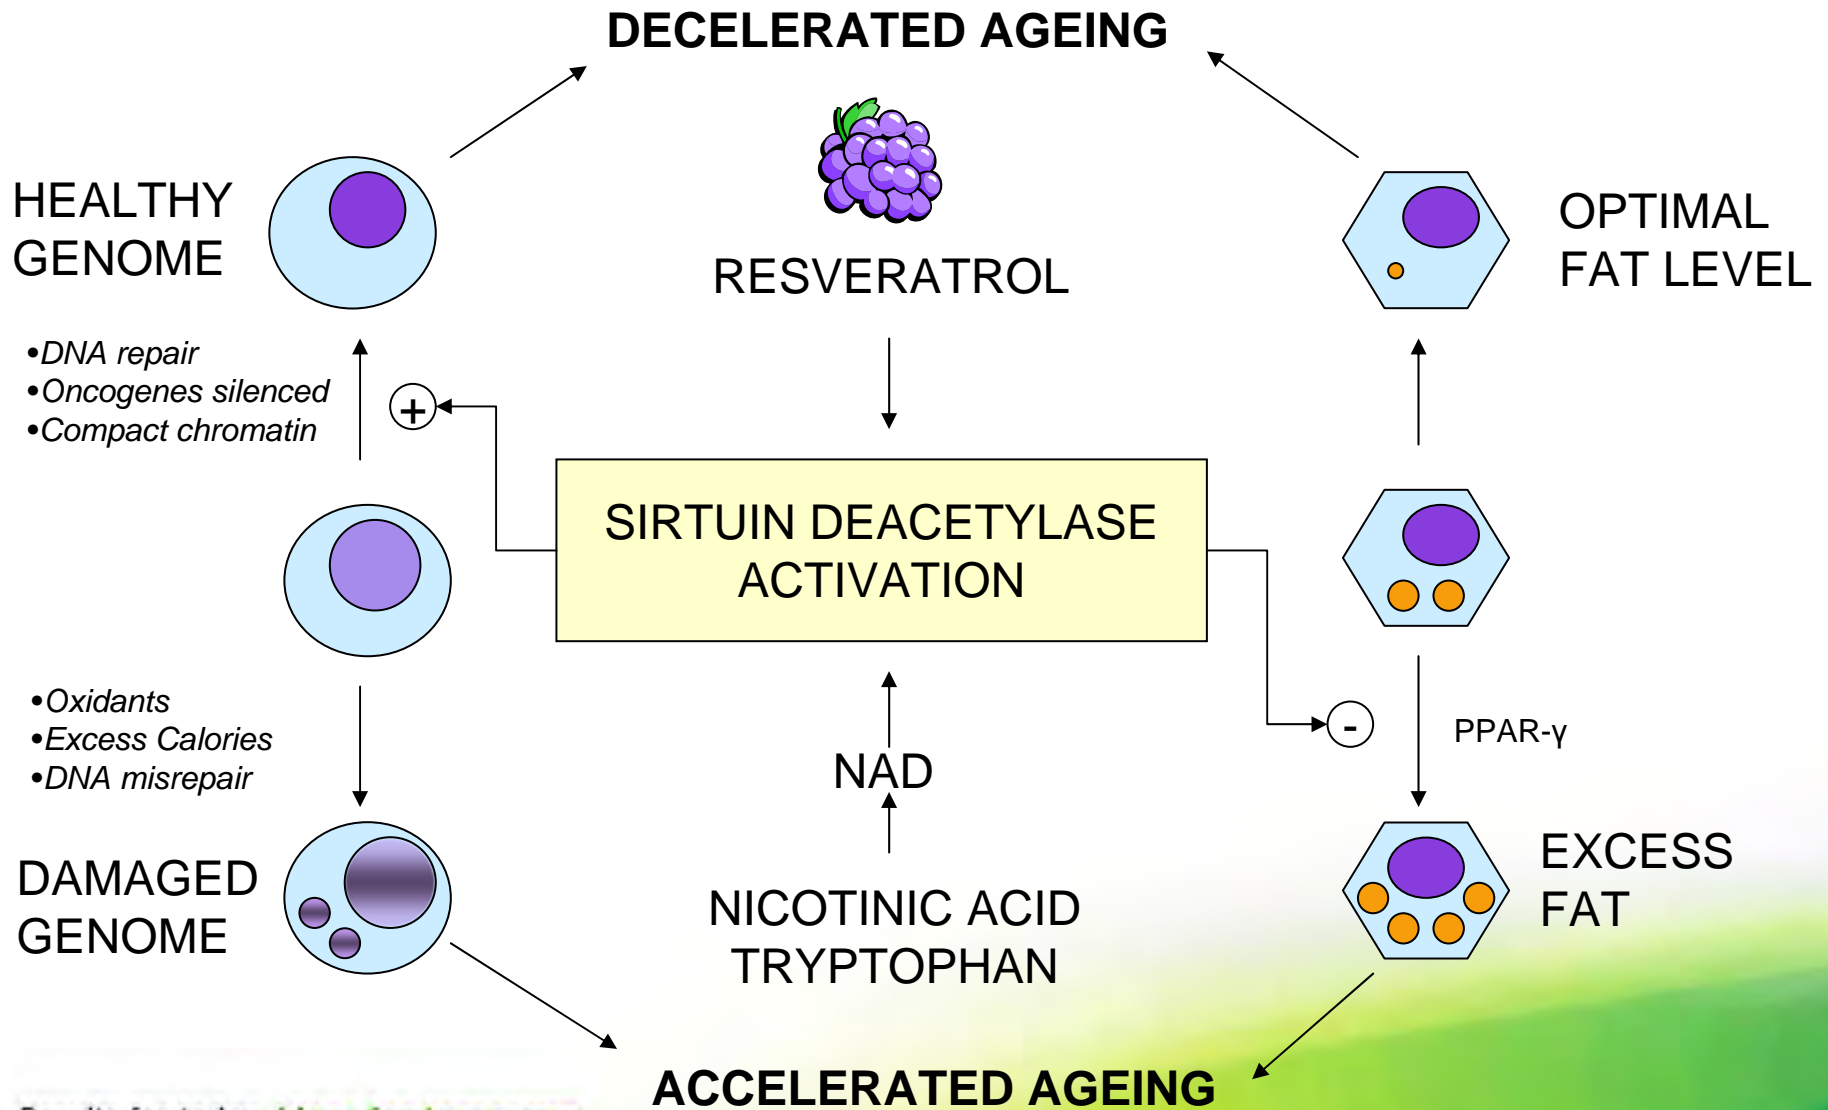 DECELERATED AGEING
HEALTHY
GENOME
RESVERATROL
OPTIMAL
FAT LEVEL
•DNA repair
•Oncogenes silenced
•Compact chromatin
+
SIRTUIN DEACETYLASE
ACTIVATION
•Oxidants
•Excess Calories
•DNA misrepair
-
PPAR-γ
NAD
DAMAGED
GENOME
NICOTINIC ACID
TRYPTOPHAN
EXCESS
FAT
ACCELERATED AGEING